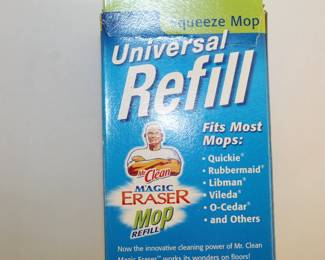 Squeeze Mop
Universal
Refill
Fits Most
Mops:
• Quickie®
• Rubbermaid®
• Libman®
• Vileda®
• O-Cedar®
• and Others
Mr. Clean
MAGIC
ERASER
Mop
REFILL
Now the innovative cleaning power of Mr. Clean
Magic Eraser™ works its wonders on floors!